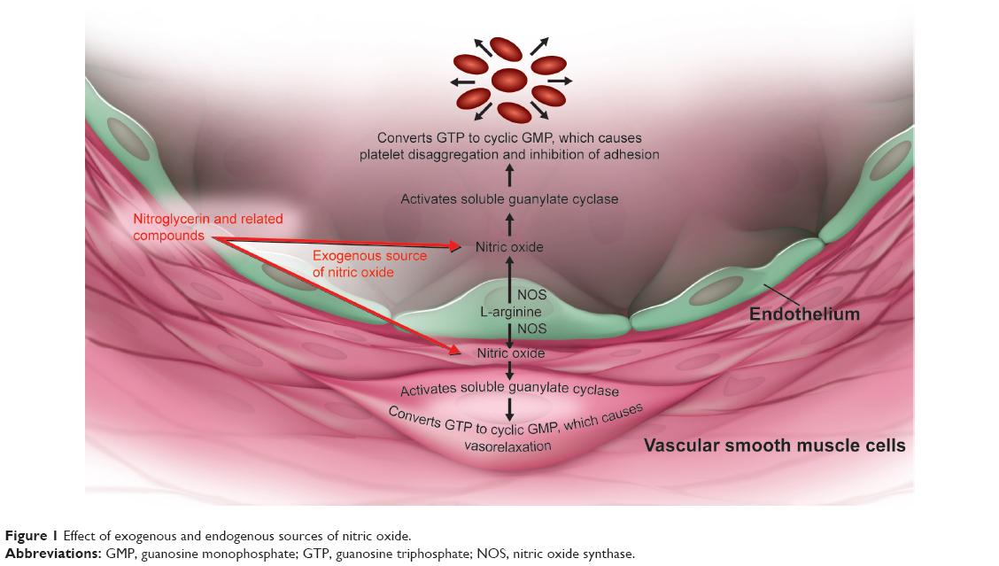 Converts GTP to cyclic GMP, which causes
platelet disaggregation and inhibition of adhesion
Activates soluble guanylate cyclase
Nitroglycerin and related
compounds
Nitric oxide
Exogenous source
of nitric oxide
NOS
L-arginine
NOS
Endothelium
Nitric oxide
Activates soluble guanylate cyclase
Converts GTP to cyclic GMP, which causes
vasorelaxation
Vascular smooth muscle cells
Figure 1 Effect of exogenous and endogenous sources of nitric oxide.
Abbreviations: GMP, guanosine monophosphate; GTP, guanosine triphosphate; NOS, nitric oxide synthase.